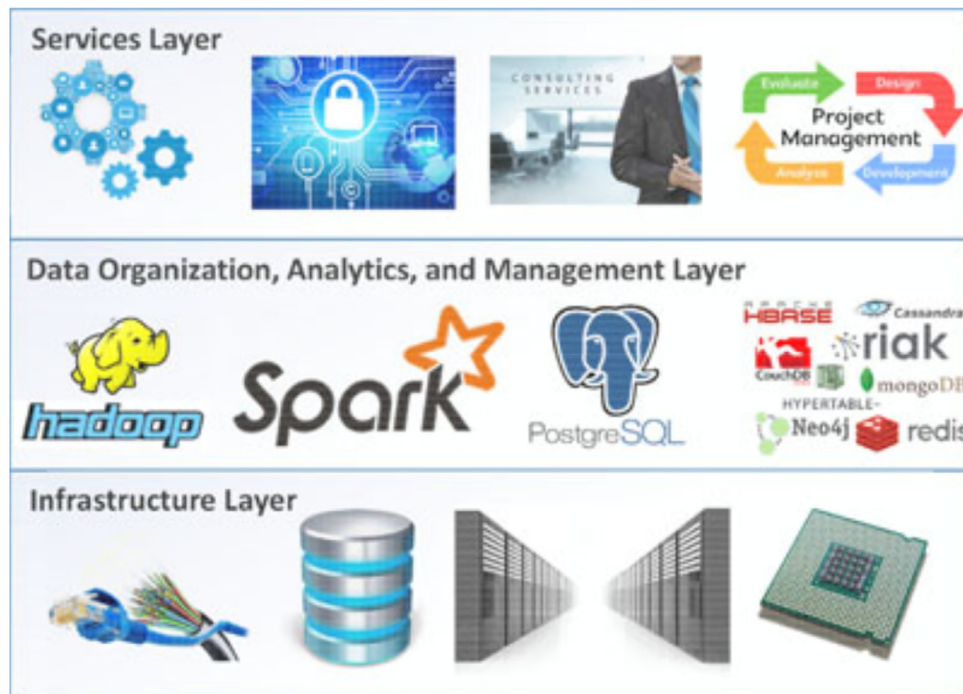 Services Layer
CONSULTING
SERVICES
Evaluate
Design
Project
Management
Analyze
Development
Data Organization, Analytics, and Management Layer
hadoop
Spark
PostgreSQL
APACHE
HBASE
Cassandra
riak
CouchDB
mongoDB
HYPERTABLE
Neo4j
redis
Infrastructure Layer